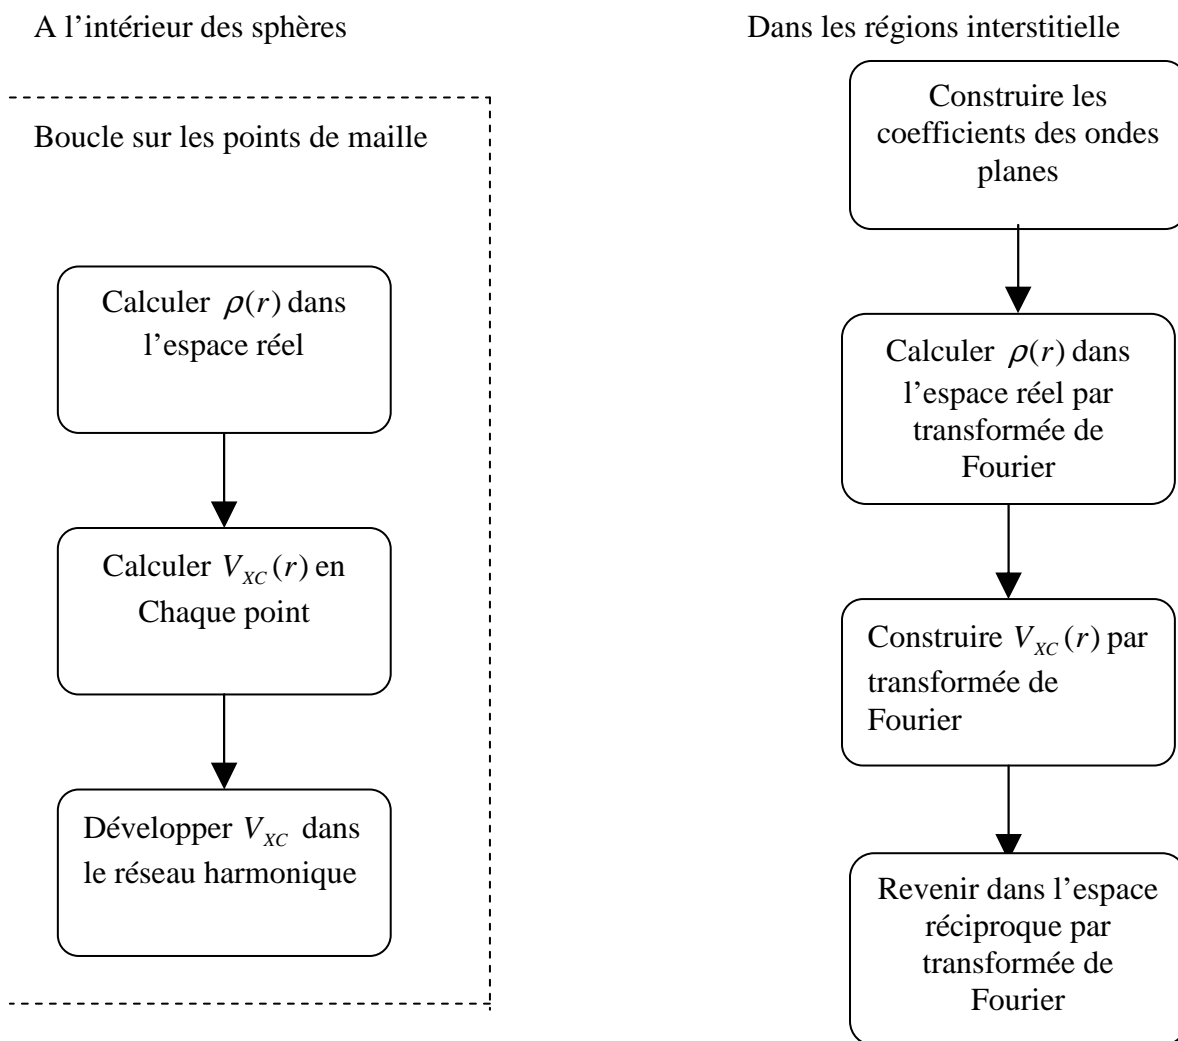 A l’intérieur des sphères
Boucle sur les points de maille
Calculer ρ(r) dans
l’espace réel
Calculer V_XC(r) en
Chaque point
Développer V_XC dans
le réseau harmonique
Dans les régions interstitielle
Construire les
coefficients des ondes
planes
Calculer ρ(r) dans
l’espace réel par
transformée de
Fourier
Construire V_XC(r) par
transformée de
Fourier
Revenir dans l’espace
réciproque par
transformée de
Fourier